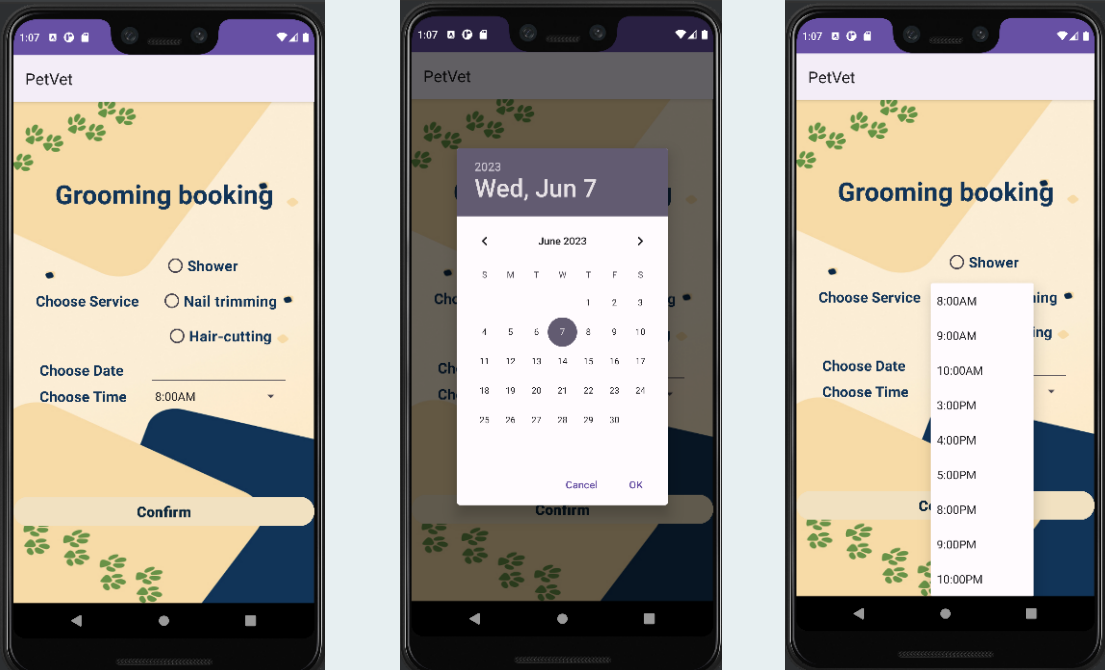 1:07
PetVet
Grooming booking
Shower
Choose Service
Nail trimming
Hair-cutting
Choose Date
Choose Time
8:00AM
Confirm
1:07
PetVet
2023
Wed, Jun 7
June 2023
S M T W T F S
1 2 3
4 5 6 7 8 9 10
11 12 13 14 15 16 17
18 19 20 21 22 23 24
25 26 27 28 29 30
Cancel OK
Confirm
1:07
PetVet
Grooming booking
Shower
Choose Service
Choose Date
Choose Time
8:00AM
9:00AM
10:00AM
3:00PM
4:00PM
5:00PM
8:00PM
9:00PM
10:00PM